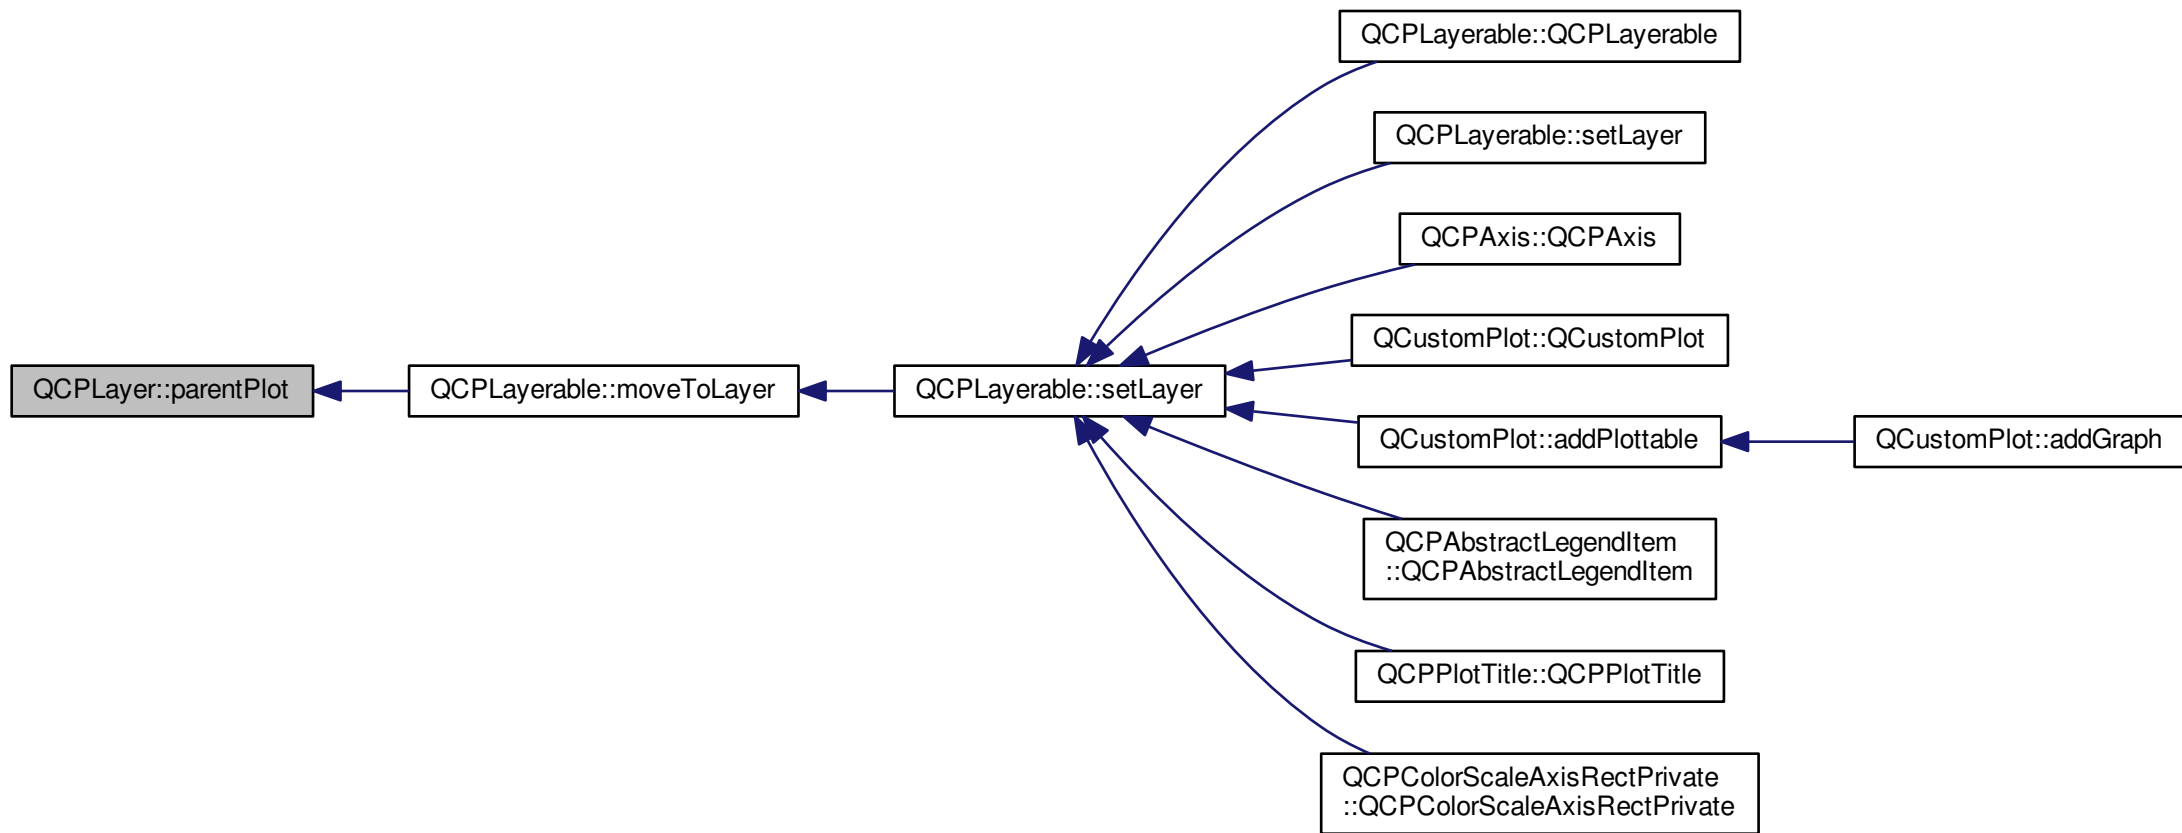 QCPLayerable::QCPLayerable
QCPLayerable::setLayer
QCPAxis::QCPAxis
QCustomPlot::QCustomPlot
QCPLayer::parentPlot
QCPLayerable::moveToLayer
QCPLayerable::setLayer
QCustomPlot::addPlottable
QCustomPlot::addGraph
QCPAbstractLegendItem
::QCPAbstractLegendItem
QCPPlotTitle::QCPPlotTitle
QCPColorScaleAxisRectPrivate
::QCPColorScaleAxisRectPrivate